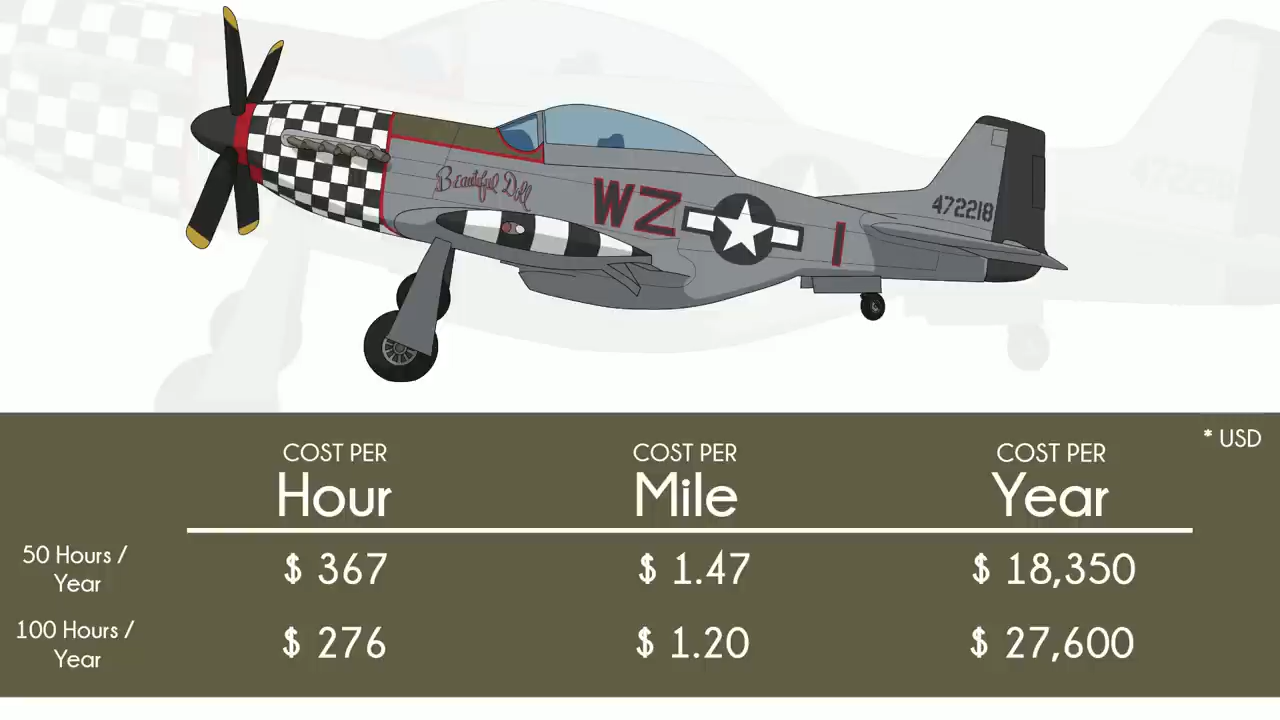 Beautiful Doll
WZ
I
472218
* USD
COST PER
Hour
COST PER
Mile
COST PER
Year
50 Hours /
Year
$ 367
$ 1.47
$ 18,350
100 Hours /
Year
$ 276
$ 1.20
$ 27,600